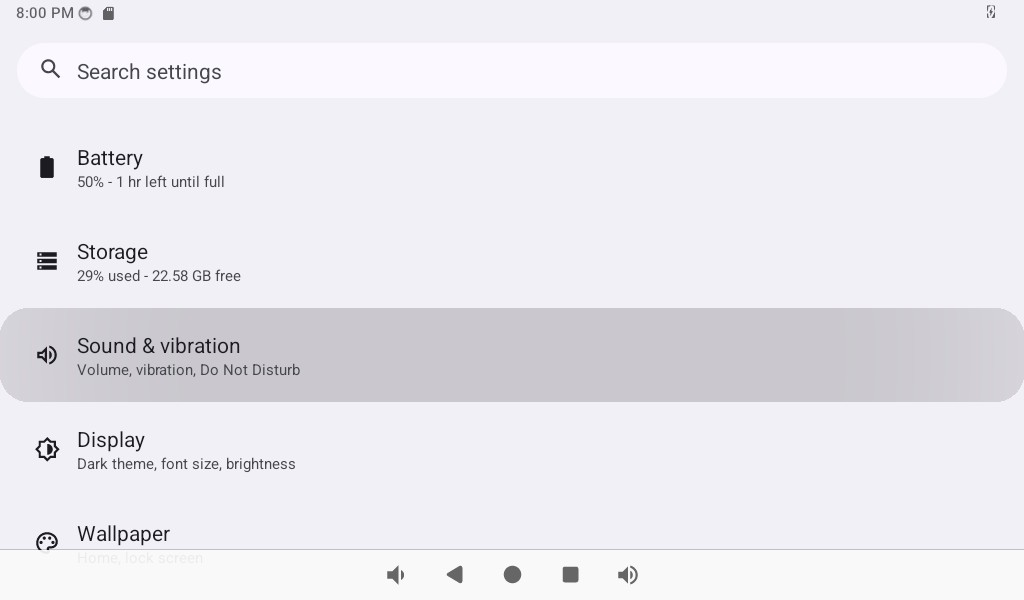 8:00 PM
Search settings
Battery
50% - 1 hr left until full
Storage
29% used - 22.58 GB free
Sound & vibration
Volume, vibration, Do Not Disturb
Display
Dark theme, font size, brightness
Wallpaper
Home, lock screen